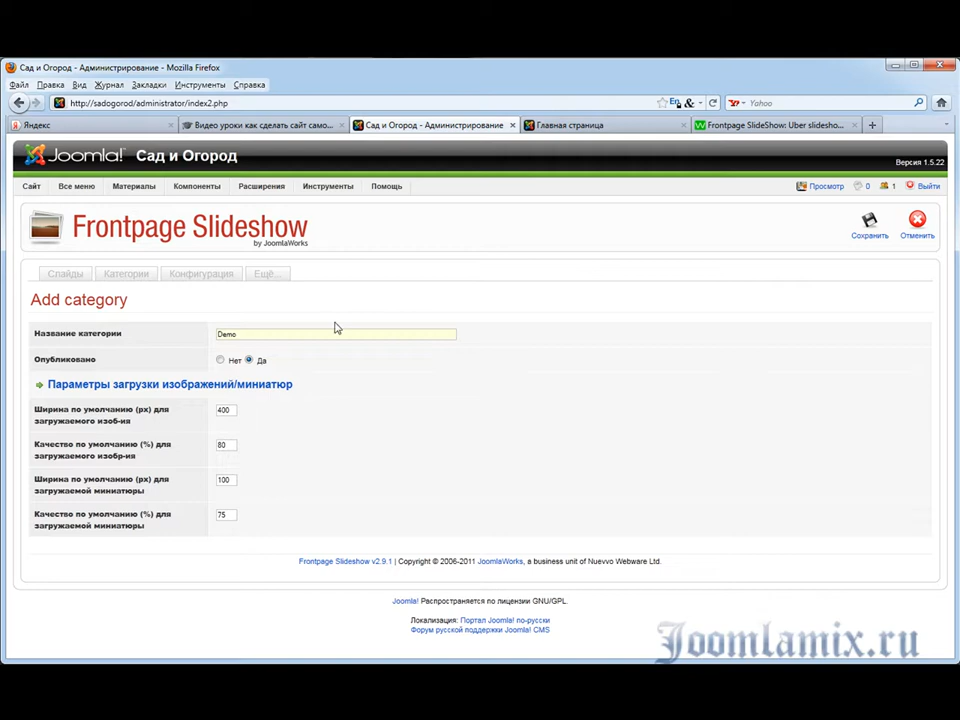 Сад и Огород - Администрирование - Mozilla Firefox
Файл Правка Вид Журнал Закладки Инструменты Справка
http://sadogorod/administrator/index2.php
Yahoo
Яндекс
Видео уроки как сделать сайт само...
Сад и Огород - Администрирование
Главная страница
Frontpage SlideShow: Uber slidesho...
Joomla! Сад и Огород
Версия 1.5.22
Сайт Все меню Материалы Компоненты Расширения Инструменты Помощь
Просмотр 0 1 Выйти
Frontpage Slideshow
by JoomlaWorks
Сохранить
Отменить
Слайды Категории Конфигурация Ещё...
Add category
Название категории
Demo
Опубликовано
Нет Да
Параметры загрузки изображений/миниатюр
Ширина по умолчанию (px) для
загружаемого изоб-ия
400
Качество по умолчанию (%) для
загружаемого изобр-ия
80
Ширина по умолчанию (px) для
загружаемой миниатюры
100
Качество по умолчанию (%) для
загружаемой миниатюры
75
Frontpage Slideshow v2.9.1 | Copyright © 2006-2011 JoomlaWorks, a business unit of Nuevvo Webware Ltd.
Joomla! Распространяется по лицензии GNU/GPL.
Локализация: Портал Joomla! по-русски
Форум русской поддержки Joomla! CMS
Joomlamix.ru